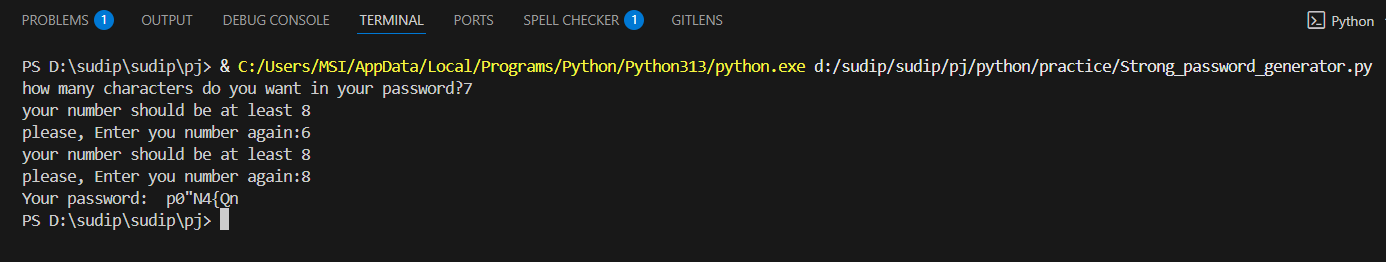 PROBLEMS 1 OUTPUT DEBUG CONSOLE TERMINAL PORTS SPELL CHECKER 1 GITLENS Python
PS D:\sudip\sudip\pj> & C:/Users/MSI/AppData/Local/Programs/Python/Python313/python.exe d:/sudip/sudip/pj/python/practice/Strong_password_generator.py
how many characters do you want in your password?7
your number should be at least 8
please, Enter you number again:6
your number should be at least 8
please, Enter you number again:8
Your password:  p0"N4{Qn
PS D:\sudip\sudip\pj>